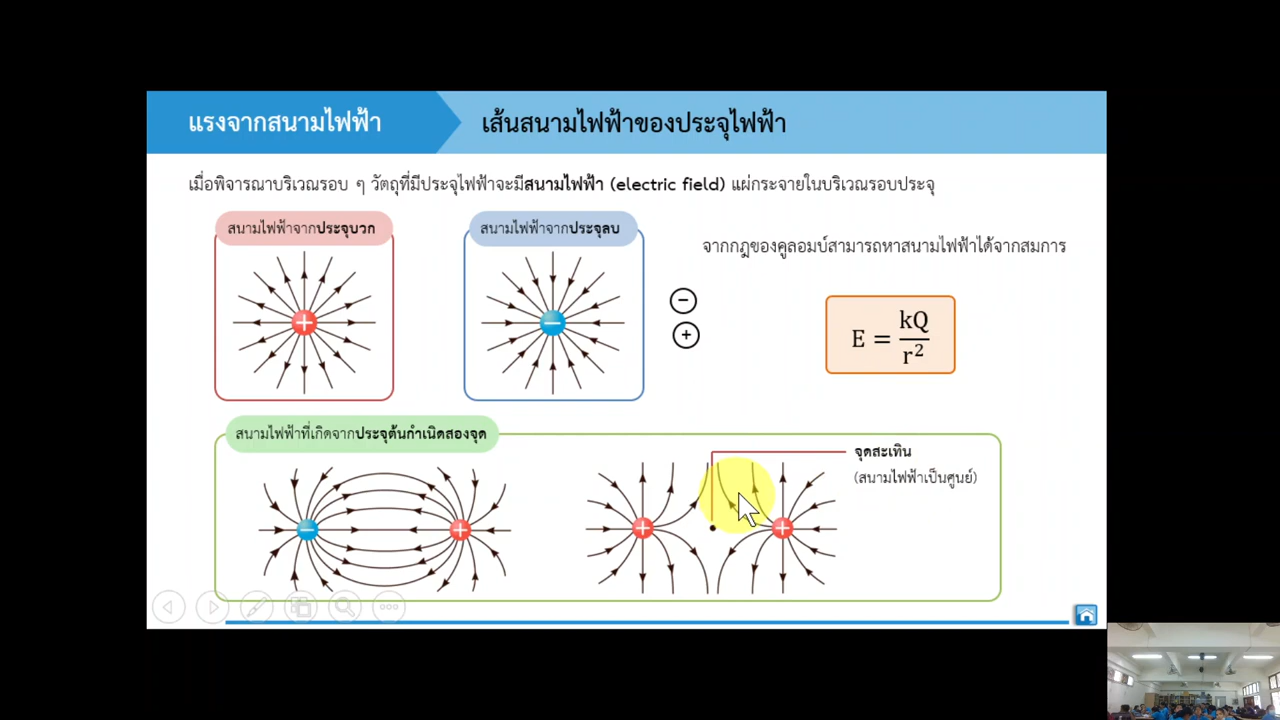 แรงจากสนามไฟฟ้า
เส้นสนามไฟฟ้าของประจุไฟฟ้า
เมื่อพิจารณาบริเวณรอบ ๆ วัตถุที่มีประจุไฟฟ้าจะมีสนามไฟฟ้า (electric field) แผ่กระจายในบริเวณรอบประจุ
สนามไฟฟ้าจากประจุบวก
สนามไฟฟ้าจากประจุลบ
จากกฎของคูลอมบ์สามารถหาสนามไฟฟ้าได้จากสมการ
+
−
−
+
E = kQ / r²
สนามไฟฟ้าที่เกิดจากประจุต้นกำเนิดสองจุด
จุดสะเทิน
(สนามไฟฟ้าเป็นศูนย์)
− + + +